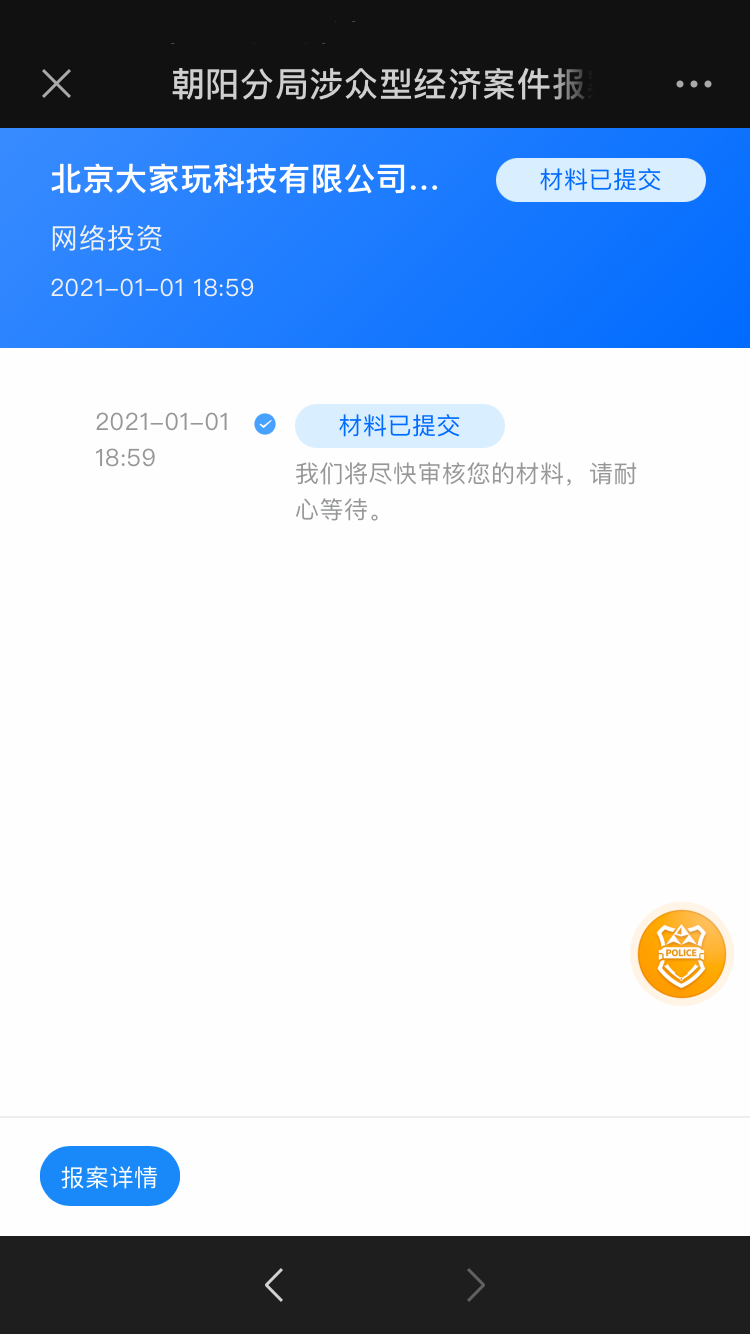 朝阳分局涉众型经济案件报
北京大家玩科技有限公司...
材料已提交
网络投资
2021-01-01 18:59
2021-01-01
18:59
材料已提交
我们将尽快审核您的材料，请耐
心等待。
POLICE
报案详情